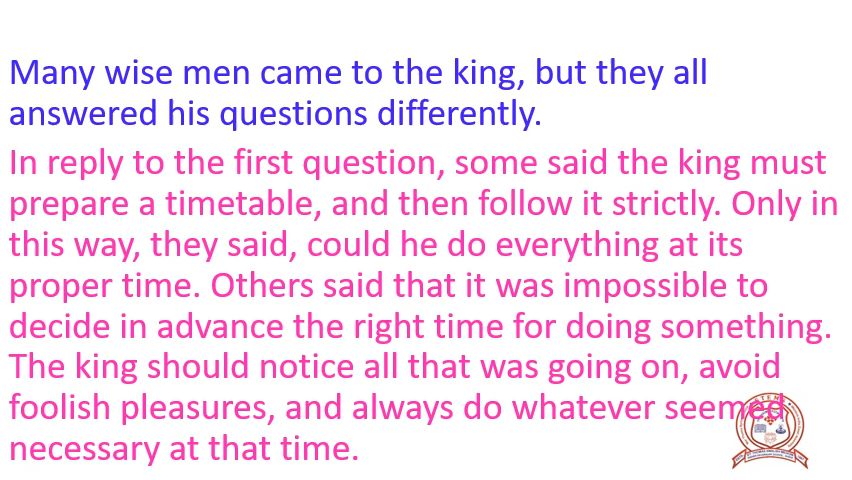 Many wise men came to the king, but they all
answered his questions differently.
In reply to the first question, some said the king must
prepare a timetable, and then follow it strictly. Only in
this way, they said, could he do everything at its
proper time. Others said that it was impossible to
decide in advance the right time for doing something.
The king should notice all that was going on, avoid
foolish pleasures, and always do whatever seemed
necessary at that time.